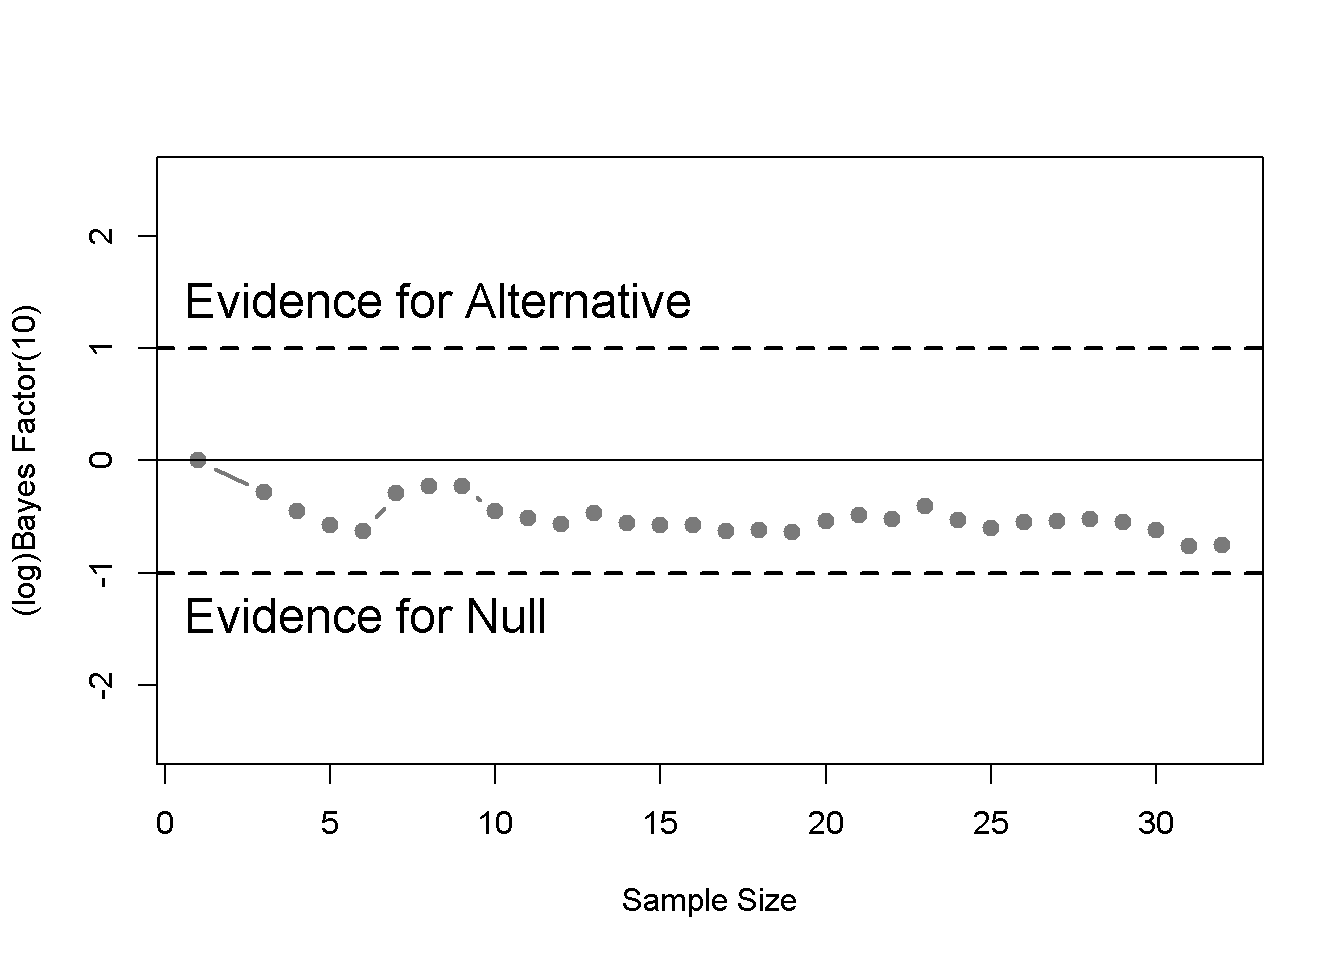 2
Evidence for Alternative
1
(log)Bayes Factor(10)
0
-1
Evidence for Null
-2
0 5 10 15 20 25 30
Sample Size